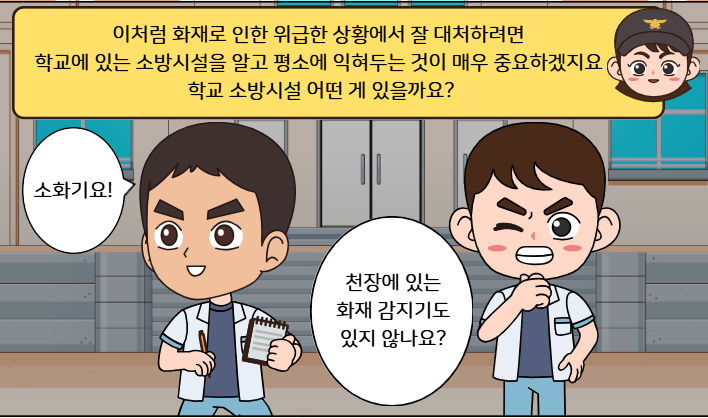 이처럼 화재로 인한 위급한 상황에서 잘 대처하려면
학교에 있는 소방시설을 알고 평소에 익혀두는 것이 매우 중요하겠지요
학교 소방시설 어떤 게 있을까요?
소화기요!
천장에 있는
화재 감지기도
있지 않나요?